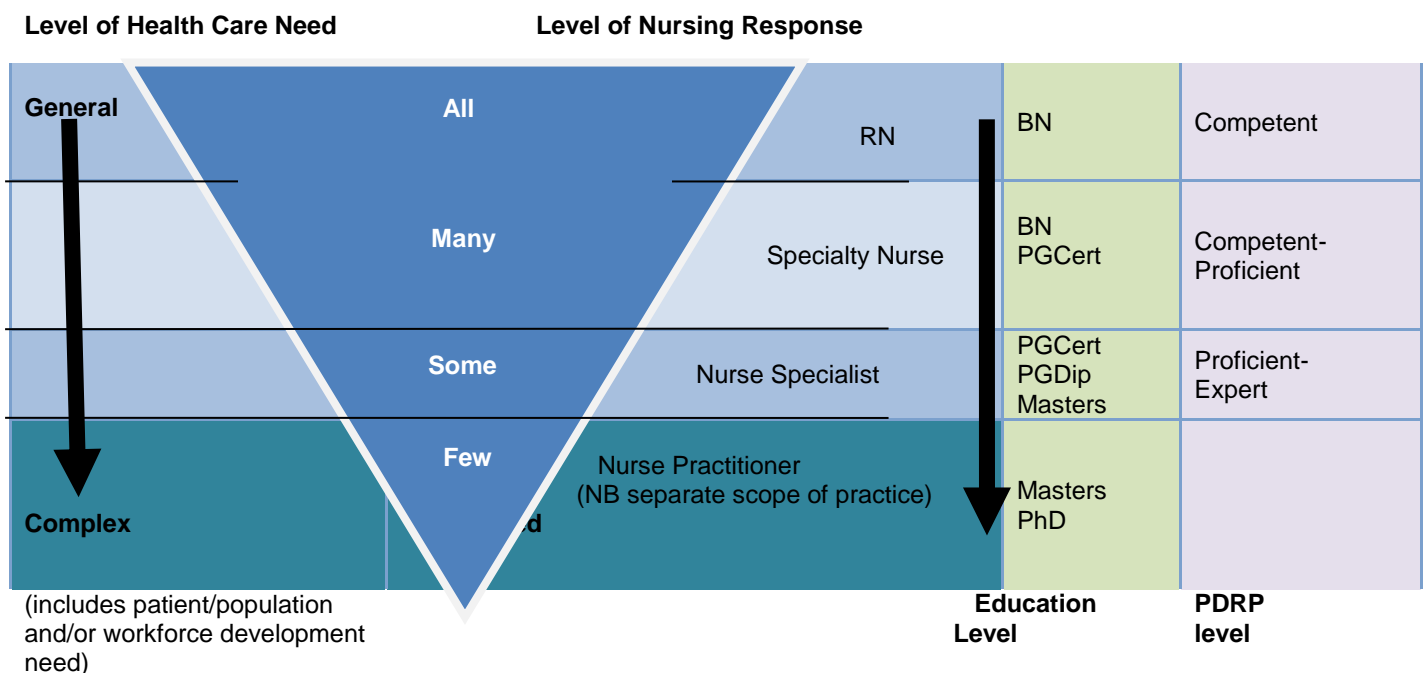 Level of Health Care Need
Level of Nursing Response
General
All
RN
BN
Competent
Many
Specialty Nurse
BN
PGCert
Competent-
Proficient
Some
Nurse Specialist
PGCert
PGDip
Masters
Proficient-
Expert
Few
Nurse Practitioner
(NB separate scope of practice)
Complex
Masters
PhD
(includes patient/population
and/or workforce development
need)
Education
Level
PDRP
level